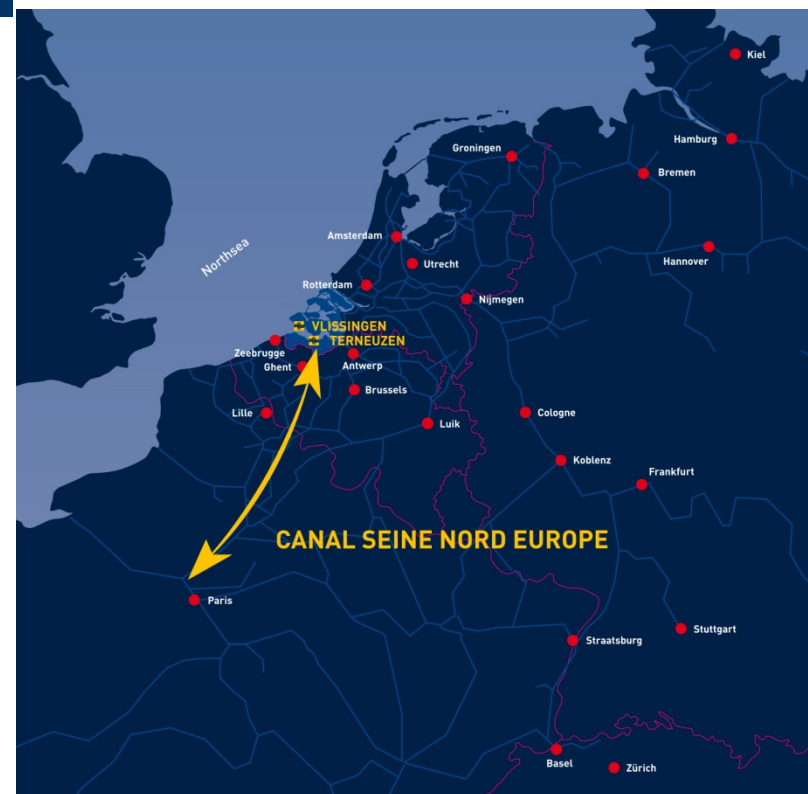 Kiel
Hamburg
Groningen
Bremen
Northsea
Amsterdam
Hannover
Utrecht
Rotterdam
Nijmegen
VLISSINGEN
TERNEUZEN
Zeebrugge
Ghent
Antwerp
Brussels
Lille
Cologne
Luik
Koblenz
Frankfurt
CANAL SEINE NORD EUROPE
Paris
Stuttgart
Straatsburg
Basel
Zürich